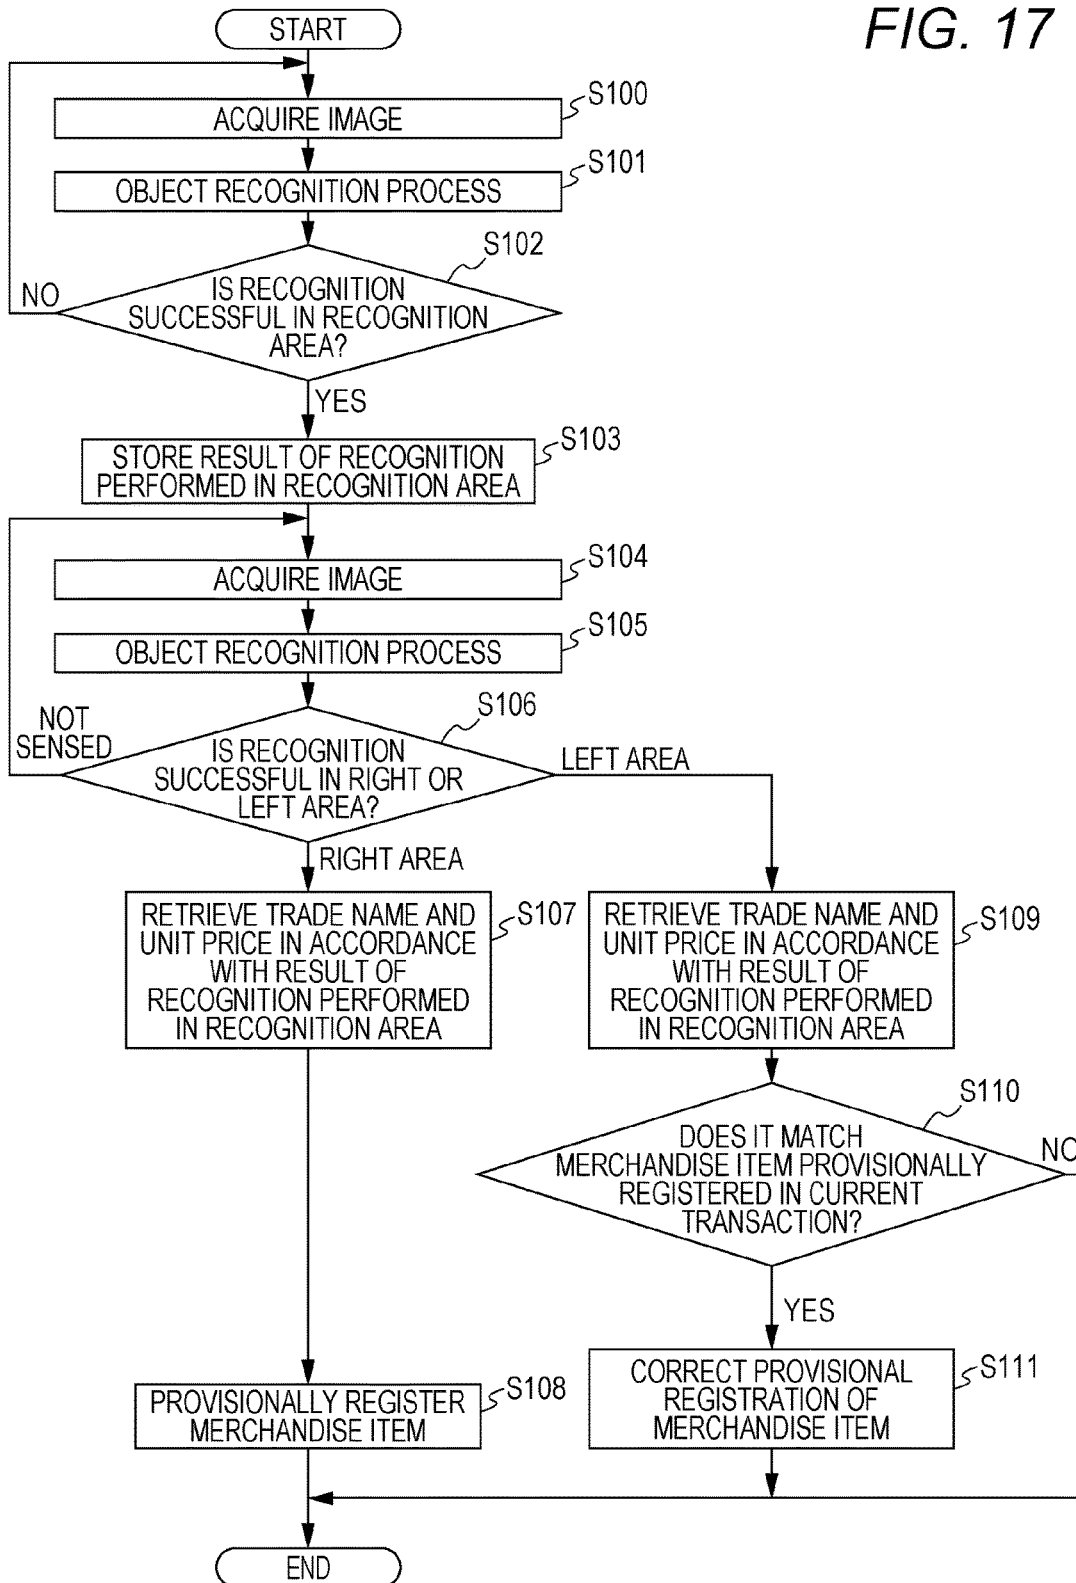 FIG. 17
START
S100
ACQUIRE IMAGE
S101
OBJECT RECOGNITION PROCESS
S102
IS RECOGNITION
SUCCESSFUL IN RECOGNITION
AREA?
NO
YES
S103
STORE RESULT OF RECOGNITION
PERFORMED IN RECOGNITION AREA
S104
ACQUIRE IMAGE
S105
OBJECT RECOGNITION PROCESS
S106
NOT
SENSED
IS RECOGNITION
SUCCESSFUL IN RIGHT OR
LEFT AREA?
LEFT AREA
RIGHT AREA
S107
RETRIEVE TRADE NAME AND
UNIT PRICE IN ACCORDANCE
WITH RESULT OF
RECOGNITION PERFORMED
IN RECOGNITION AREA
S109
RETRIEVE TRADE NAME AND
UNIT PRICE IN ACCORDANCE
WITH RESULT OF
RECOGNITION PERFORMED
IN RECOGNITION AREA
S110
DOES IT MATCH
MERCHANDISE ITEM PROVISIONALLY
REGISTERED IN CURRENT
TRANSACTION?
NO
YES
S108
PROVISIONALLY REGISTER
MERCHANDISE ITEM
S111
CORRECT PROVISIONAL
REGISTRATION OF
MERCHANDISE ITEM
END